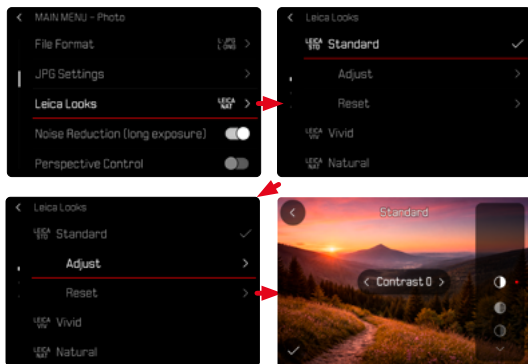 MAIN MENU - Photo
File Format
L-JPG
L-DNG
JPG Settings
Leica Looks
LEICA
NAT
Noise Reduction (long exposure)
Perspective Control
Leica Looks
LEICA
STD
Standard
Adjust
Reset
LEICA
VIV
Vivid
LEICA
NAT
Natural
Leica Looks
LEICA
STD
Standard
Adjust
Reset
LEICA
VIV
Vivid
LEICA
NAT
Natural
Standard
Contrast 0